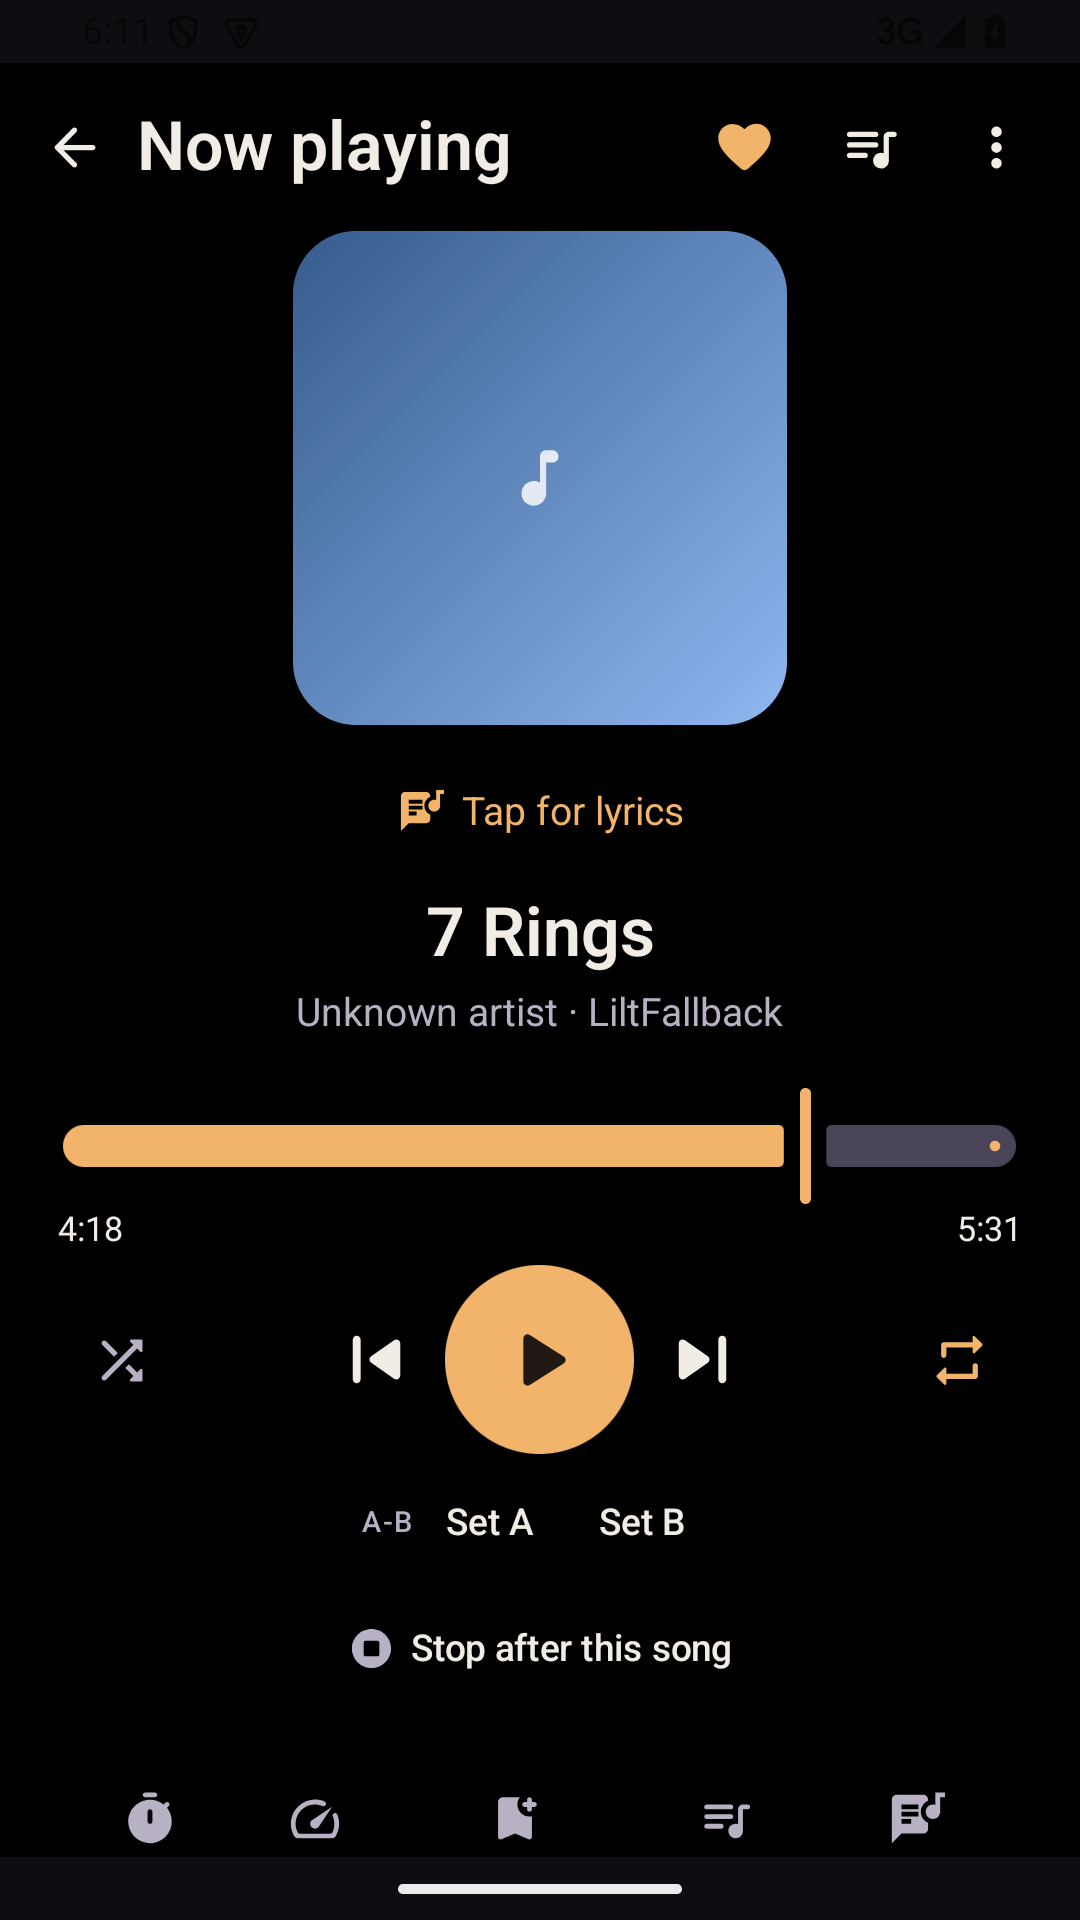 6:11
3G
Now playing
Tap for lyrics
7 Rings
Unknown artist · LiltFallback
4:18
5:31
A-B
Set A
Set B
Stop after this song